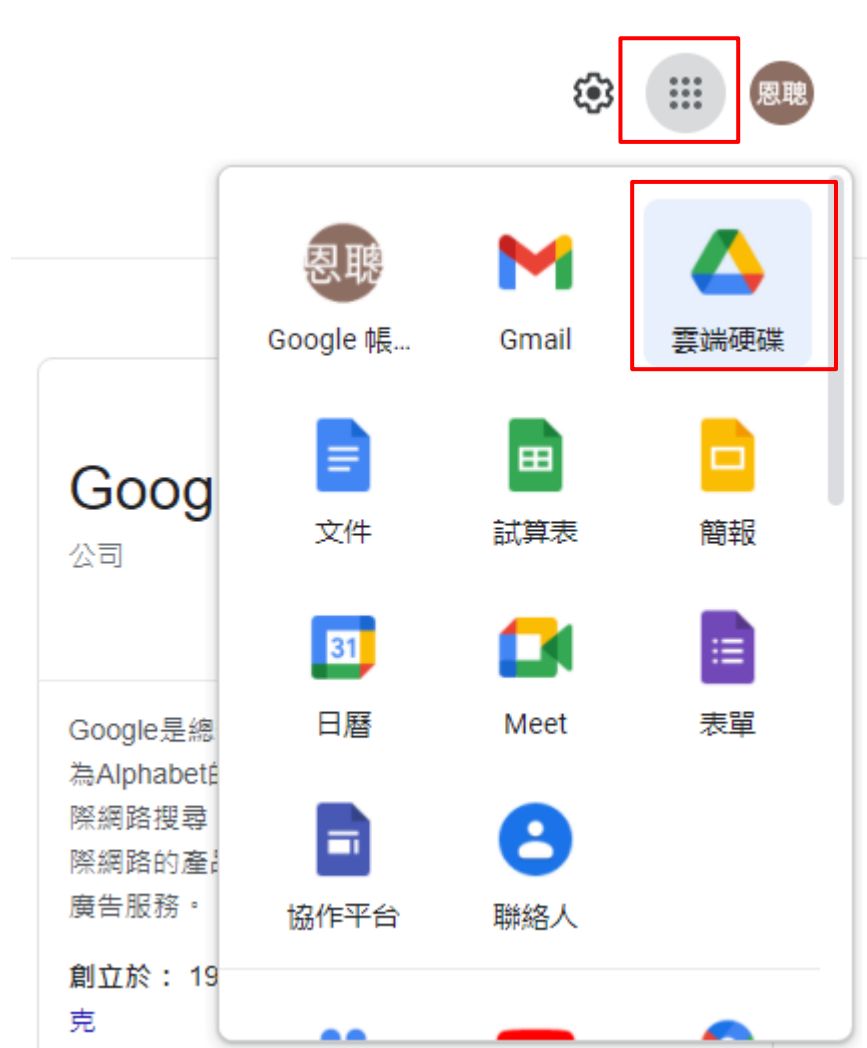 恩聰
恩聰
Google 帳...
Gmail
雲端硬碟
文件
試算表
簡報
31
日曆
Meet
表單
協作平台
聯絡人
Goog
公司
Google是總
為Alphabet
際網路搜尋
際網路的產
廣告服務。
創立於： 19
克